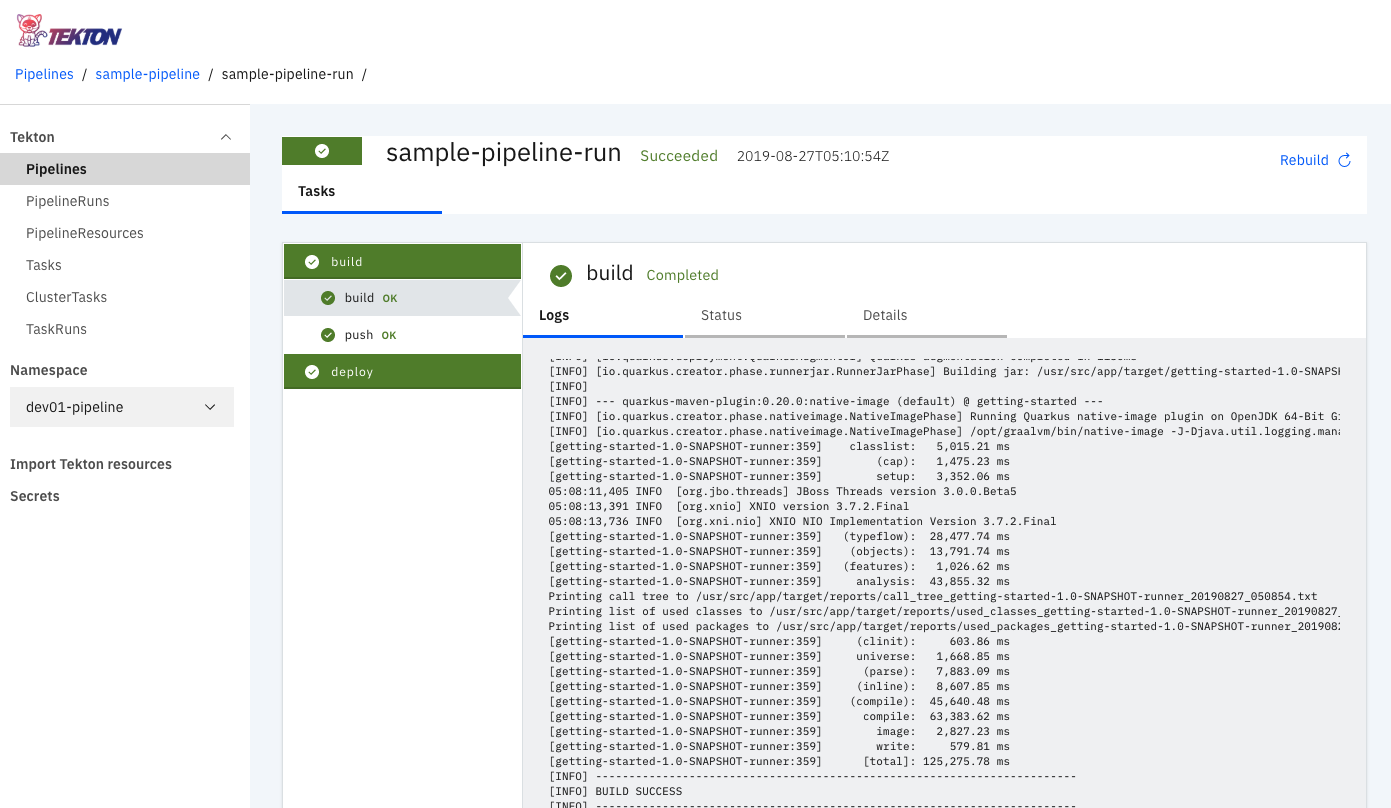 TEKTON
Pipelines / sample-pipeline / sample-pipeline-run /
Tekton
Pipelines
PipelineRuns
PipelineResources
Tasks
ClusterTasks
TaskRuns
Namespace
dev01-pipeline
Import Tekton resources
Secrets
sample-pipeline-run Succeeded 2019-08-27T05:10:54Z
Rebuild
Tasks
build
build OK
push OK
deploy
build Completed
Logs Status Details
[INFO] [io.quarkus.creator.phase.runnerjar.RunnerJarPhase] Building jar: /usr/src/app/target/getting-started-1.0-SNAPSH
[INFO]
[INFO] --- quarkus-maven-plugin:0.20.0:native-image (default) @ getting-started ---
[INFO] [io.quarkus.creator.phase.nativeimage.NativeImagePhase] Running Quarkus native-image plugin on OpenJDK 64-Bit
[INFO] [io.quarkus.creator.phase.nativeimage.NativeImagePhase] /opt/graalvm/bin/native-image -J-Djava.util.logging.mana
[getting-started-1.0-SNAPSHOT-runner:359] classlist: 5,015.21 ms
[getting-started-1.0-SNAPSHOT-runner:359] (cap): 1,475.23 ms
[getting-started-1.0-SNAPSHOT-runner:359] setup: 3,352.06 ms
05:08:11,405 INFO [org.jbo.threads] JBoss Threads version 3.0.0.Beta5
05:08:13,391 INFO [org.xnio] XNIO version 3.7.2.Final
05:08:13,736 INFO [org.xni.nio] XNIO NIO Implementation Version 3.7.2.Final
[getting-started-1.0-SNAPSHOT-runner:359] (typeflow): 28,477.74 ms
[getting-started-1.0-SNAPSHOT-runner:359] (objects): 13,791.74 ms
[getting-started-1.0-SNAPSHOT-runner:359] (features): 1,026.62 ms
[getting-started-1.0-SNAPSHOT-runner:359] analysis: 43,855.32 ms
Printing call tree to /usr/src/app/target/reports/call_tree_getting-started-1.0-SNAPSHOT-runner_20190827_050854.txt
Printing list of used classes to /usr/src/app/target/reports/used_classes_getting-started-1.0-SNAPSHOT-runner_20190827_
Printing list of used packages to /usr/src/app/target/reports/used_packages_getting-started-1.0-SNAPSHOT-runner_2019082
[getting-started-1.0-SNAPSHOT-runner:359] (clinit): 603.86 ms
[getting-started-1.0-SNAPSHOT-runner:359] universe: 1,668.85 ms
[getting-started-1.0-SNAPSHOT-runner:359] (parse): 7,883.09 ms
[getting-started-1.0-SNAPSHOT-runner:359] (inline): 8,607.85 ms
[getting-started-1.0-SNAPSHOT-runner:359] (compile): 45,640.48 ms
[getting-started-1.0-SNAPSHOT-runner:359] compile: 63,383.62 ms
[getting-started-1.0-SNAPSHOT-runner:359] image: 2,827.23 ms
[getting-started-1.0-SNAPSHOT-runner:359] write: 579.81 ms
[getting-started-1.0-SNAPSHOT-runner:359] [total]: 125,275.78 ms
[INFO] ------------------------------------------------------------------------
[INFO] BUILD SUCCESS
[INFO] ------------------------------------------------------------------------